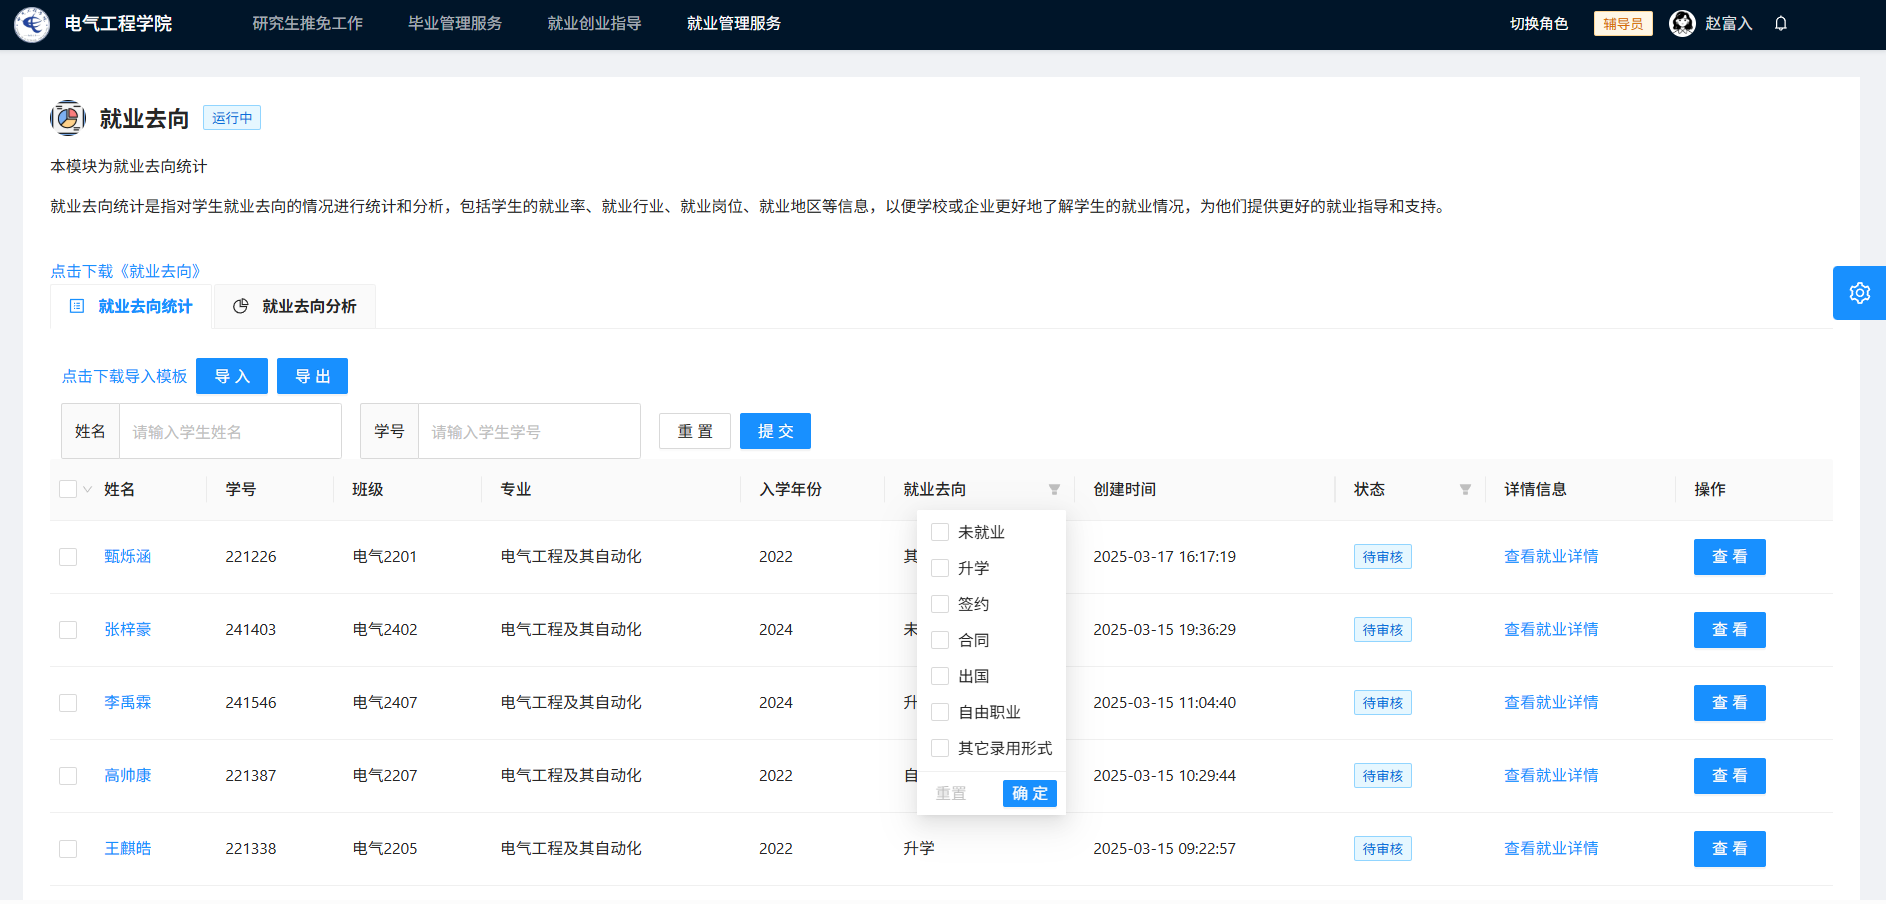 电气工程学院 研究生推免工作 毕业管理服务 就业创业指导 就业管理服务 切换角色 辅导员 赵富入
就业去向 运行中
本模块为就业去向统计
就业去向统计是指对学生就业去向的情况进行统计和分析，包括学生的就业率、就业行业、就业岗位、就业地区等信息，以便学校或企业更好地了解学生的就业情况，为他们提供更好的就业指导和支持。
点击下载《就业去向》
就业去向统计 就业去向分析
点击下载导入模板 导 入 导 出
姓名 请输入学生姓名 学号 请输入学生学号 重 置 提 交
姓名 学号 班级 专业 入学年份 就业去向 创建时间 状态 详情信息 操作
甄烁涵 221226 电气2201 电气工程及其自动化 2022 其 2025-03-17 16:17:19 待审核 查看就业详情 查 看
张梓豪 241403 电气2402 电气工程及其自动化 2024 未 2025-03-15 19:36:29 待审核 查看就业详情 查 看
李禹霖 241546 电气2407 电气工程及其自动化 2024 升 2025-03-15 11:04:40 待审核 查看就业详情 查 看
高帅康 221387 电气2207 电气工程及其自动化 2022 自 2025-03-15 10:29:44 待审核 查看就业详情 查 看
王麒皓 221338 电气2205 电气工程及其自动化 2022 升学 2025-03-15 09:22:57 待审核 查看就业详情 查 看
未就业
升学
签约
合同
出国
自由职业
其它录用形式
重置 确 定